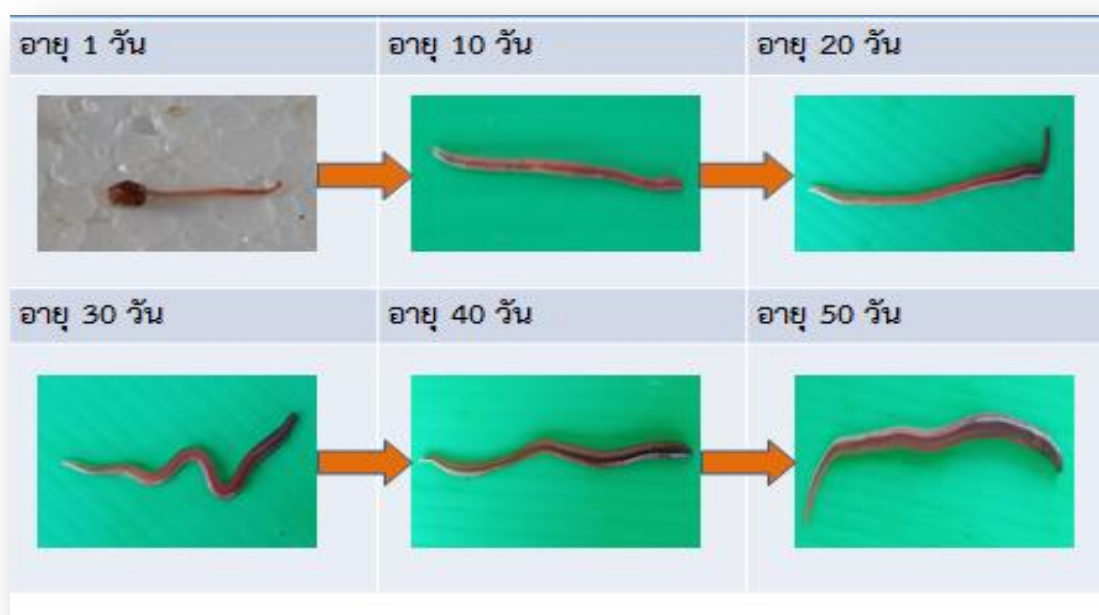 อายุ 1 วัน
อายุ 10 วัน
อายุ 20 วัน
อายุ 30 วัน
อายุ 40 วัน
อายุ 50 วัน